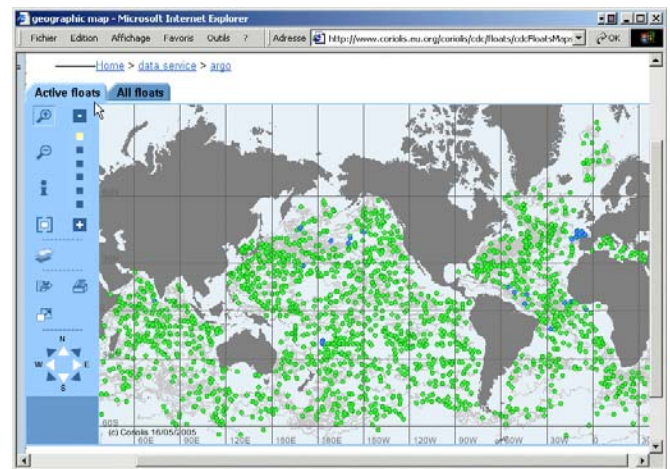 geographic map - Microsoft Internet Explorer
Fichier Edition Affichage Favoris Outils ? Adresse http://www.coriolis.eu.org/coriolis/cdc/floats/cdcFloatsMaps OK
Home > data service > argo
Active floats All floats
N
W E
S
60S
(c) Coriolis 16/05/2005
60E 90E 120E 150E 180W 150W 120W 90W 60W 30W 0